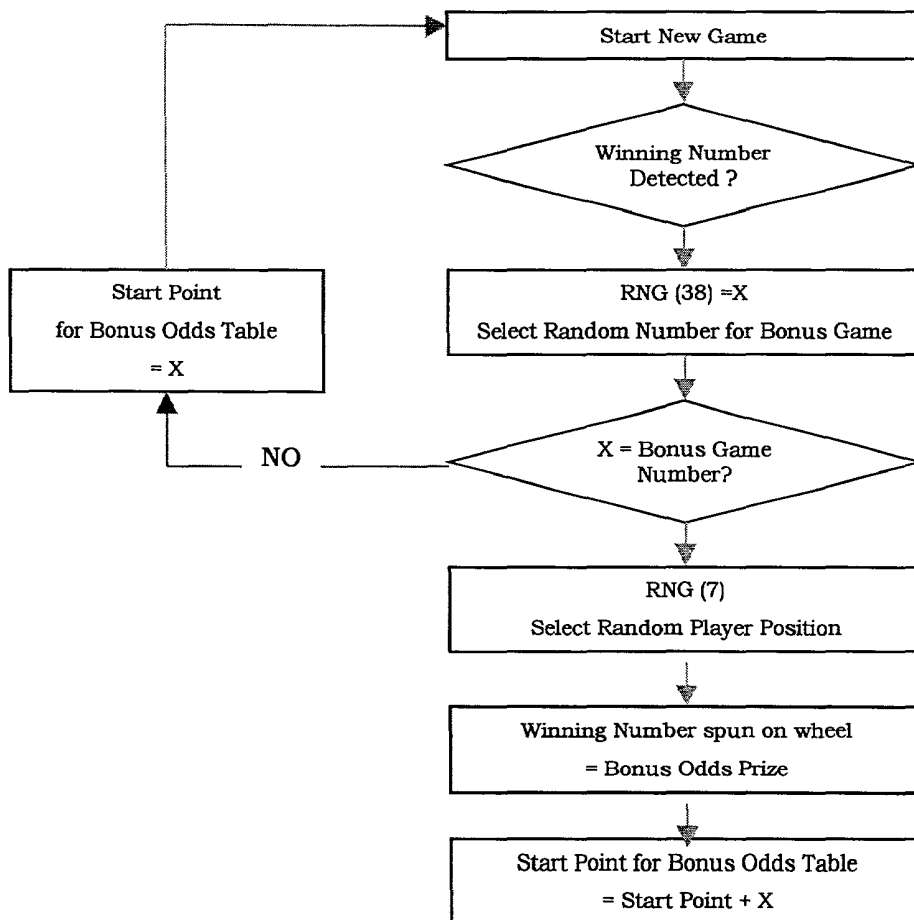 Start New Game
Winning Number
Detected ?
RNG (38) =X
Select Random Number for Bonus Game
Start Point
for Bonus Odds Table
= X
X = Bonus Game
Number?
NO
RNG (7)
Select Random Player Position
Winning Number spun on wheel
= Bonus Odds Prize
Start Point for Bonus Odds Table
= Start Point + X